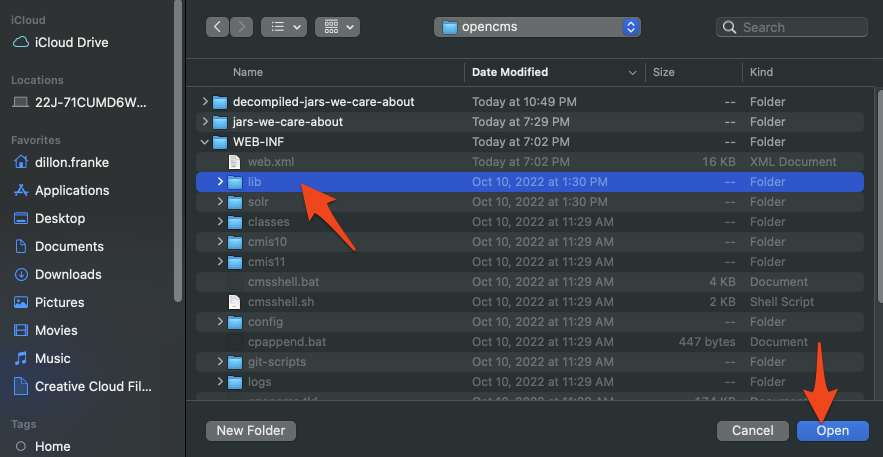 iCloud
iCloud Drive
Locations
22J-71CUMD6W...
Favorites
dillon.franke
Applications
Desktop
Documents
Downloads
Pictures
Movies
Music
Creative Cloud Fil...
Tags
Home
opencms
Search
Name Date Modified Size Kind
decompiled-jars-we-care-about Today at 10:49 PM -- Folder
jars-we-care-about Today at 7:29 PM -- Folder
WEB-INF Today at 7:02 PM -- Folder
web.xml Today at 7:02 PM 16 KB XML Document
lib Oct 10, 2022 at 1:30 PM -- Folder
solr Oct 10, 2022 at 1:30 PM -- Folder
classes Oct 10, 2022 at 11:29 AM -- Folder
cmis10 Oct 10, 2022 at 11:29 AM -- Folder
cmis11 Oct 10, 2022 at 11:29 AM -- Folder
cmsshell.bat Oct 10, 2022 at 11:29 AM 4 KB Document
cmsshell.sh Oct 10, 2022 at 11:29 AM 2 KB Shell Script
config Oct 10, 2022 at 11:29 AM -- Folder
cpappend.bat Oct 10, 2022 at 11:29 AM 447 bytes Document
git-scripts Oct 10, 2022 at 11:29 AM -- Folder
logs Oct 10, 2022 at 11:29 AM -- Folder
New Folder Cancel Open